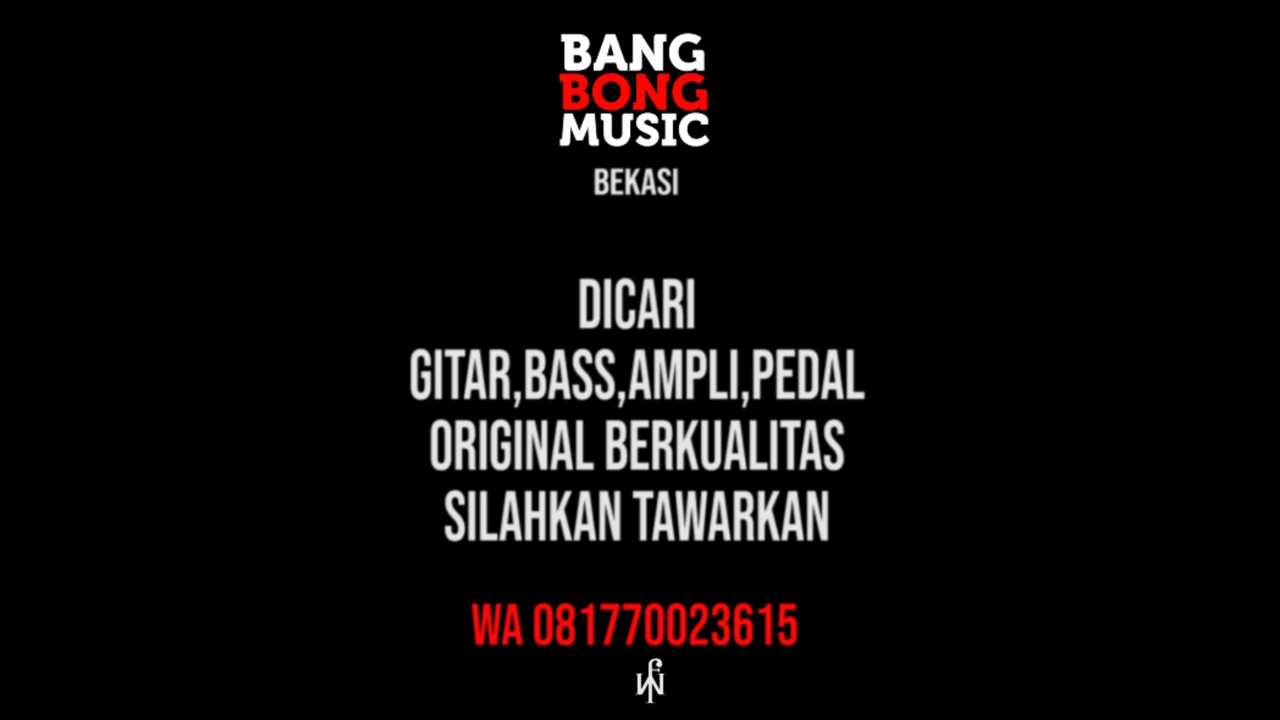 BANG
BONG
MUSIC
BEKASI
DICARI
GITAR,BASS,AMPLI,PEDAL
ORIGINAL BERKUALITAS
SILAHKAN TAWARKAN
WA 081770023615